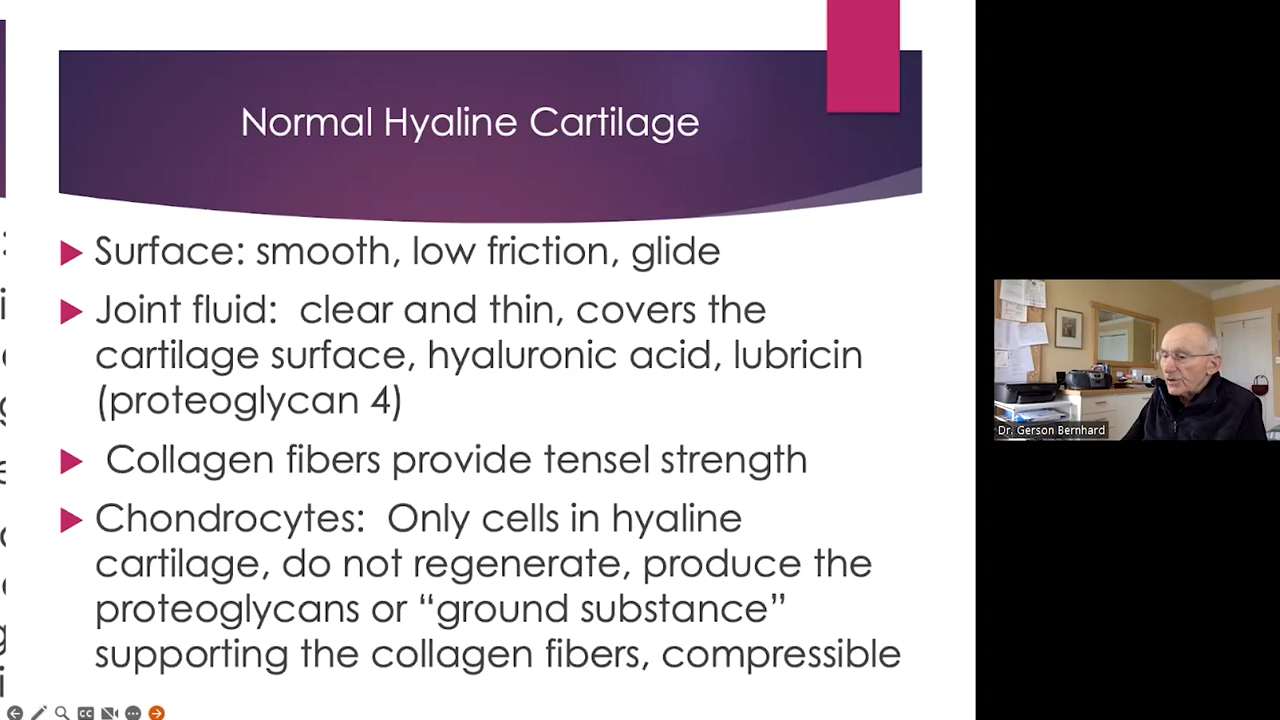 Normal Hyaline Cartilage
Surface: smooth, low friction, glide
Joint fluid: clear and thin, covers the
cartilage surface, hyaluronic acid, lubricin
(proteoglycan 4)
Collagen fibers provide tensel strength
Chondrocytes: Only cells in hyaline
cartilage, do not regenerate, produce the
proteoglycans or “ground substance”
supporting the collagen fibers, compressible
Dr. Gerson Bernhard
CC